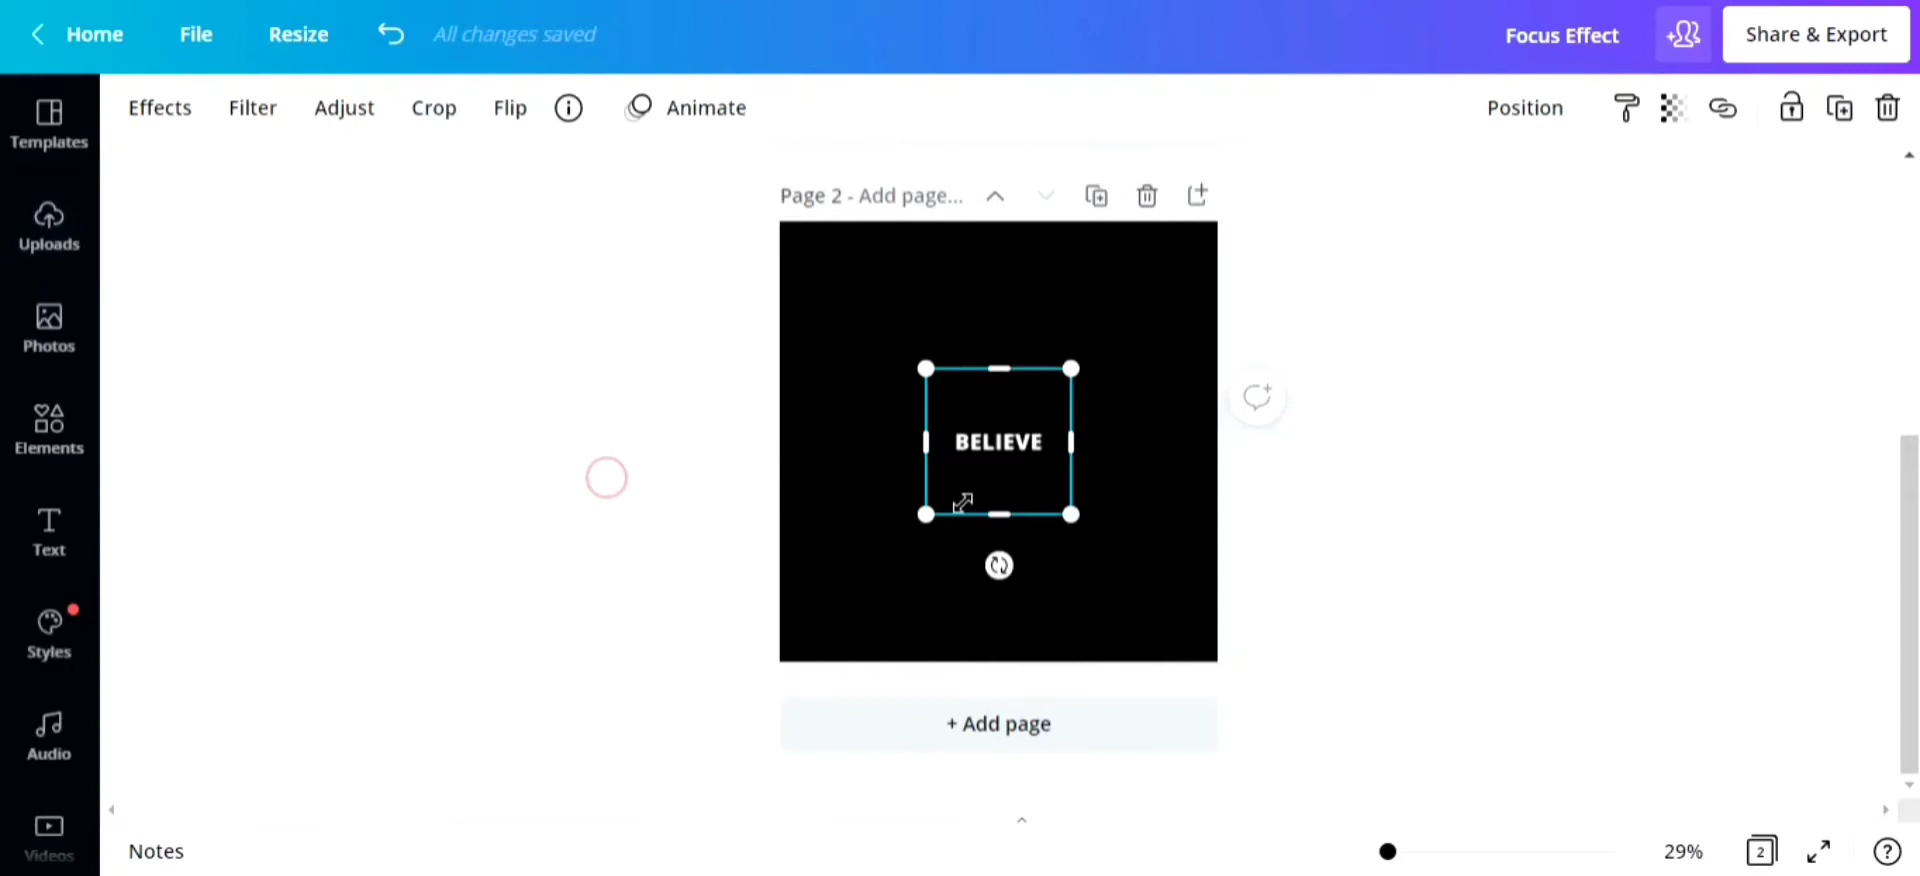 Home File Resize All changes saved Focus Effect Share & Export
Effects Filter Adjust Crop Flip Animate Position
Templates
Uploads
Photos
Elements
Text
Styles
Audio
Videos
Page 2 - Add page...
BELIEVE
+ Add page
Notes 29% 2 ?